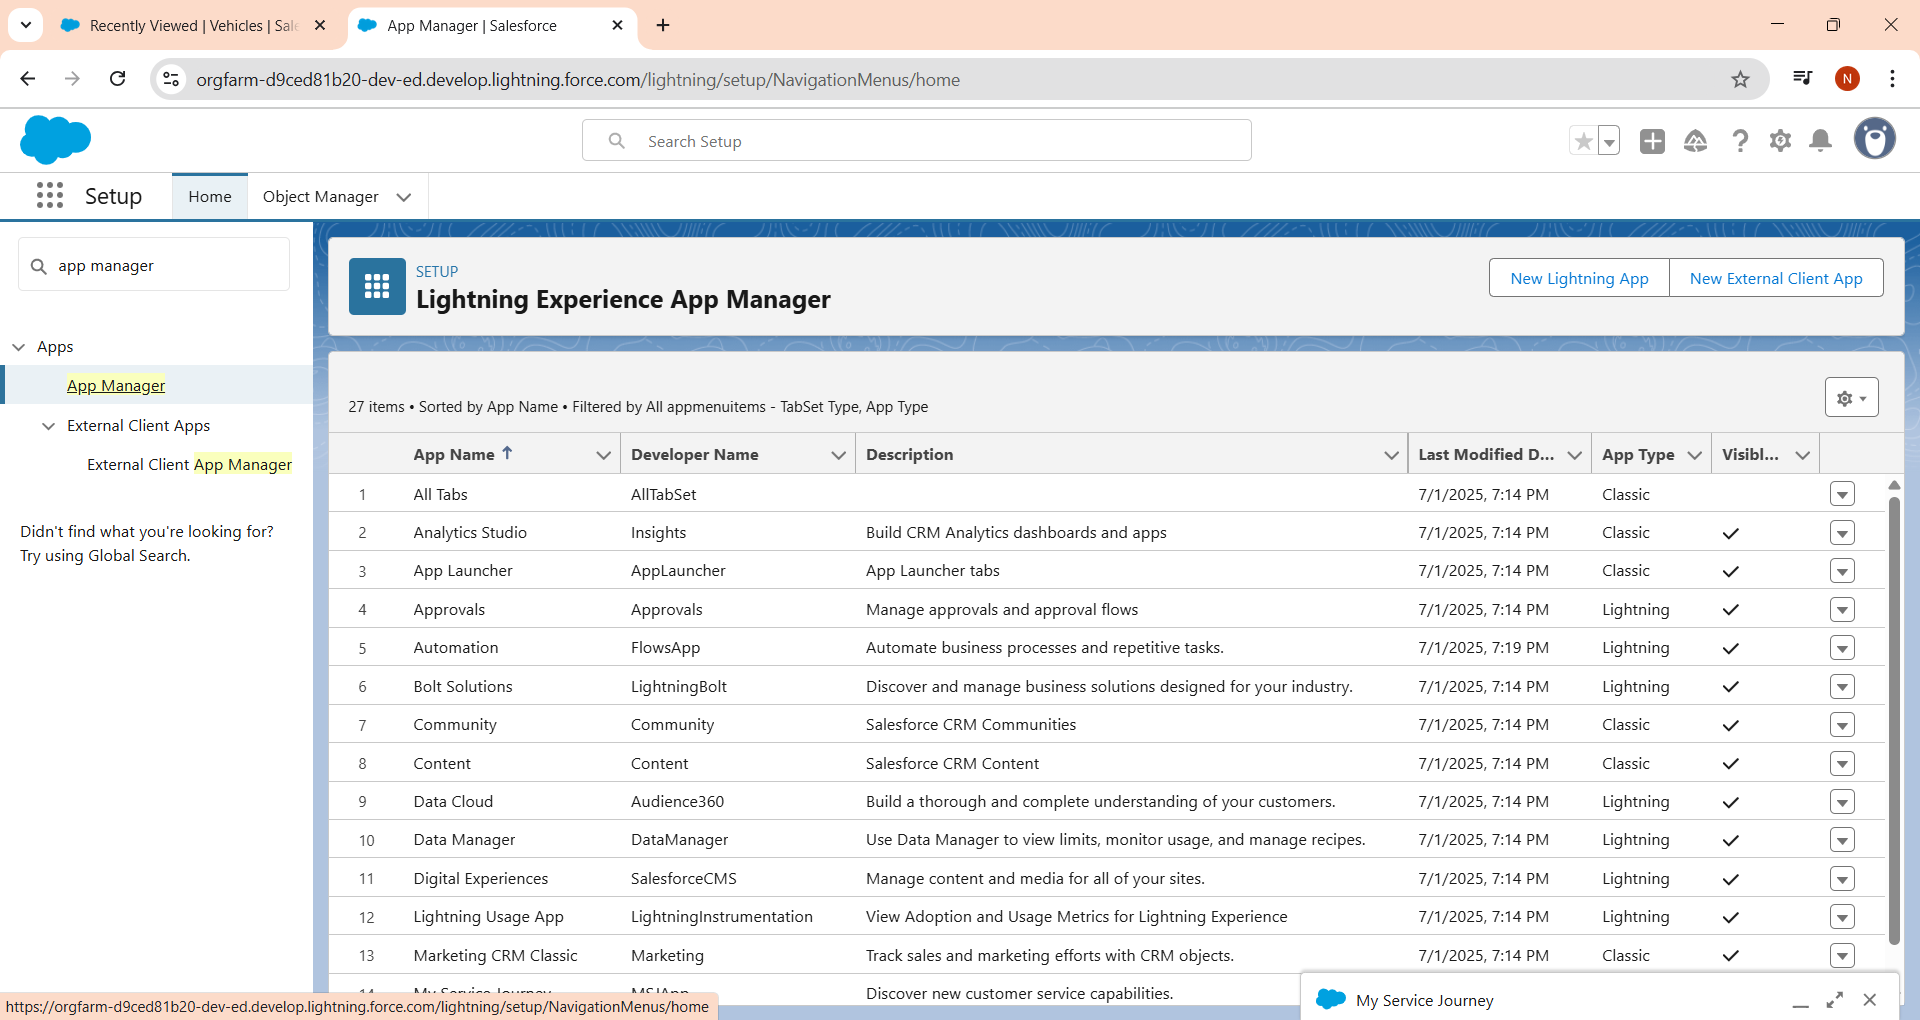 Recently Viewed | Vehicles | Sale
App Manager | Salesforce
orgfarm-d9ced81b20-dev-ed.develop.lightning.force.com/lightning/setup/NavigationMenus/home
N
Search Setup
Setup
Home
Object Manager
app manager
Apps
App Manager
External Client Apps
External Client App Manager
Didn't find what you're looking for?
Try using Global Search.
SETUP
Lightning Experience App Manager
New Lightning App
New External Client App
27 items • Sorted by App Name • Filtered by All appmenuitems - TabSet Type, App Type
App Name ↑ Developer Name Description Last Modified D... App Type Visibl...
1 All Tabs AllTabSet 7/1/2025, 7:14 PM Classic
2 Analytics Studio Insights Build CRM Analytics dashboards and apps 7/1/2025, 7:14 PM Classic
3 App Launcher AppLauncher App Launcher tabs 7/1/2025, 7:14 PM Classic
4 Approvals Approvals Manage approvals and approval flows 7/1/2025, 7:14 PM Lightning
5 Automation FlowsApp Automate business processes and repetitive tasks. 7/1/2025, 7:19 PM Lightning
6 Bolt Solutions LightningBolt Discover and manage business solutions designed for your industry. 7/1/2025, 7:14 PM Lightning
7 Community Community Salesforce CRM Communities 7/1/2025, 7:14 PM Classic
8 Content Content Salesforce CRM Content 7/1/2025, 7:14 PM Classic
9 Data Cloud Audience360 Build a thorough and complete understanding of your customers. 7/1/2025, 7:14 PM Lightning
10 Data Manager DataManager Use Data Manager to view limits, monitor usage, and manage recipes. 7/1/2025, 7:14 PM Lightning
11 Digital Experiences SalesforceCMS Manage content and media for all of your sites. 7/1/2025, 7:14 PM Lightning
12 Lightning Usage App LightningInstrumentation View Adoption and Usage Metrics for Lightning Experience 7/1/2025, 7:14 PM Lightning
13 Marketing CRM Classic Marketing Track sales and marketing efforts with CRM objects. 7/1/2025, 7:14 PM Classic
14 My Service Journey MSJApp Discover new customer service capabilities.
https://orgfarm-d9ced81b20-dev-ed.develop.lightning.force.com/lightning/setup/NavigationMenus/home
My Service Journey